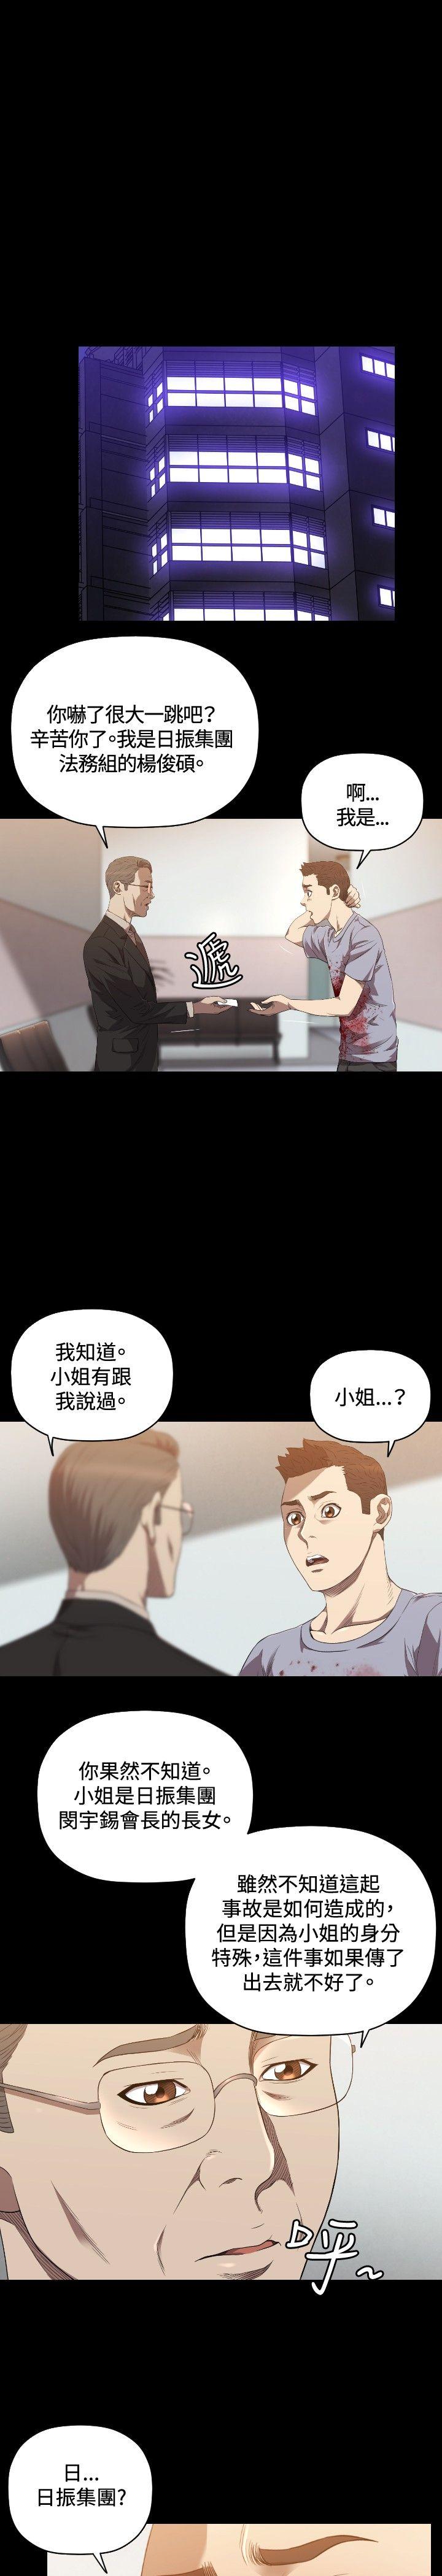 你嚇了很大一跳吧?
辛苦你了。我是日振集團
法務組的楊俊碩。
啊...
我是...
遞
我知道。
小姐有跟
我說過。
小姐...?
你果然不知道。
小姐是日振集團
閔宇錫會長的長女。
雖然不知道這起
事故是如何造成的,
但是因為小姐的身分
特殊,這件事如果傳了
出去就不好了。
呼~
日...
日振集團?